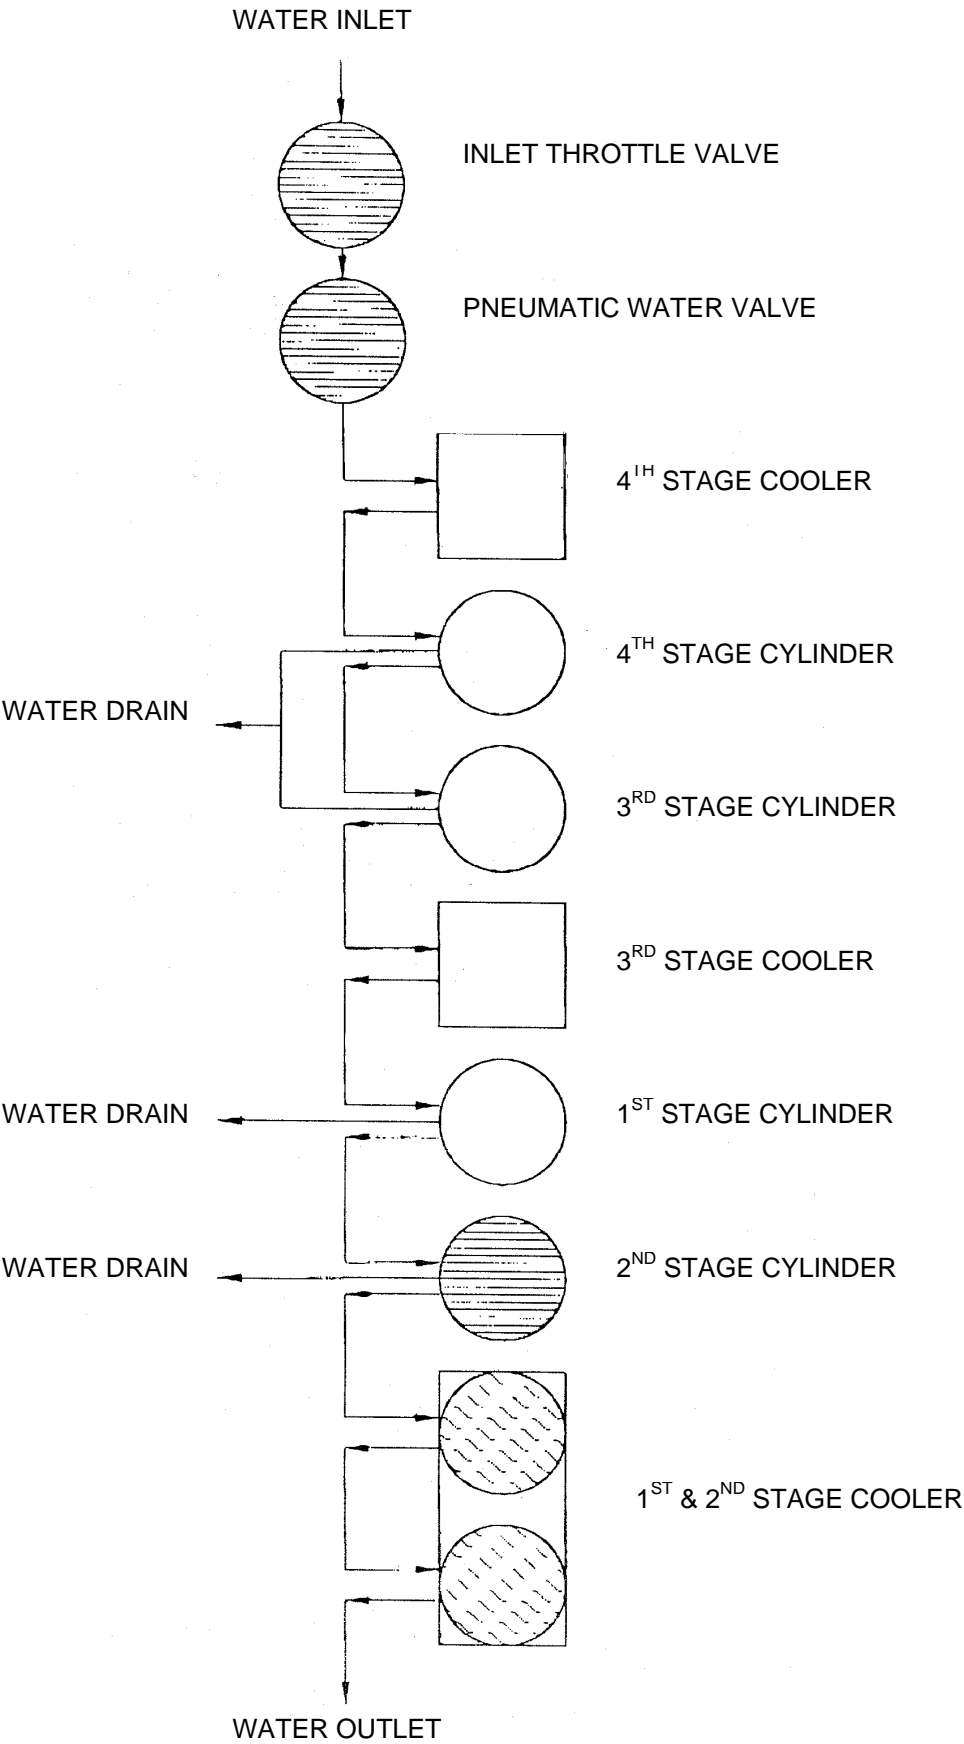 WATER INLET
INLET THROTTLE VALVE
PNEUMATIC WATER VALVE
4TH STAGE COOLER
4TH STAGE CYLINDER
WATER DRAIN
3RD STAGE CYLINDER
3RD STAGE COOLER
WATER DRAIN
1ST STAGE CYLINDER
WATER DRAIN
2ND STAGE CYLINDER
1ST & 2ND STAGE COOLER
WATER OUTLET